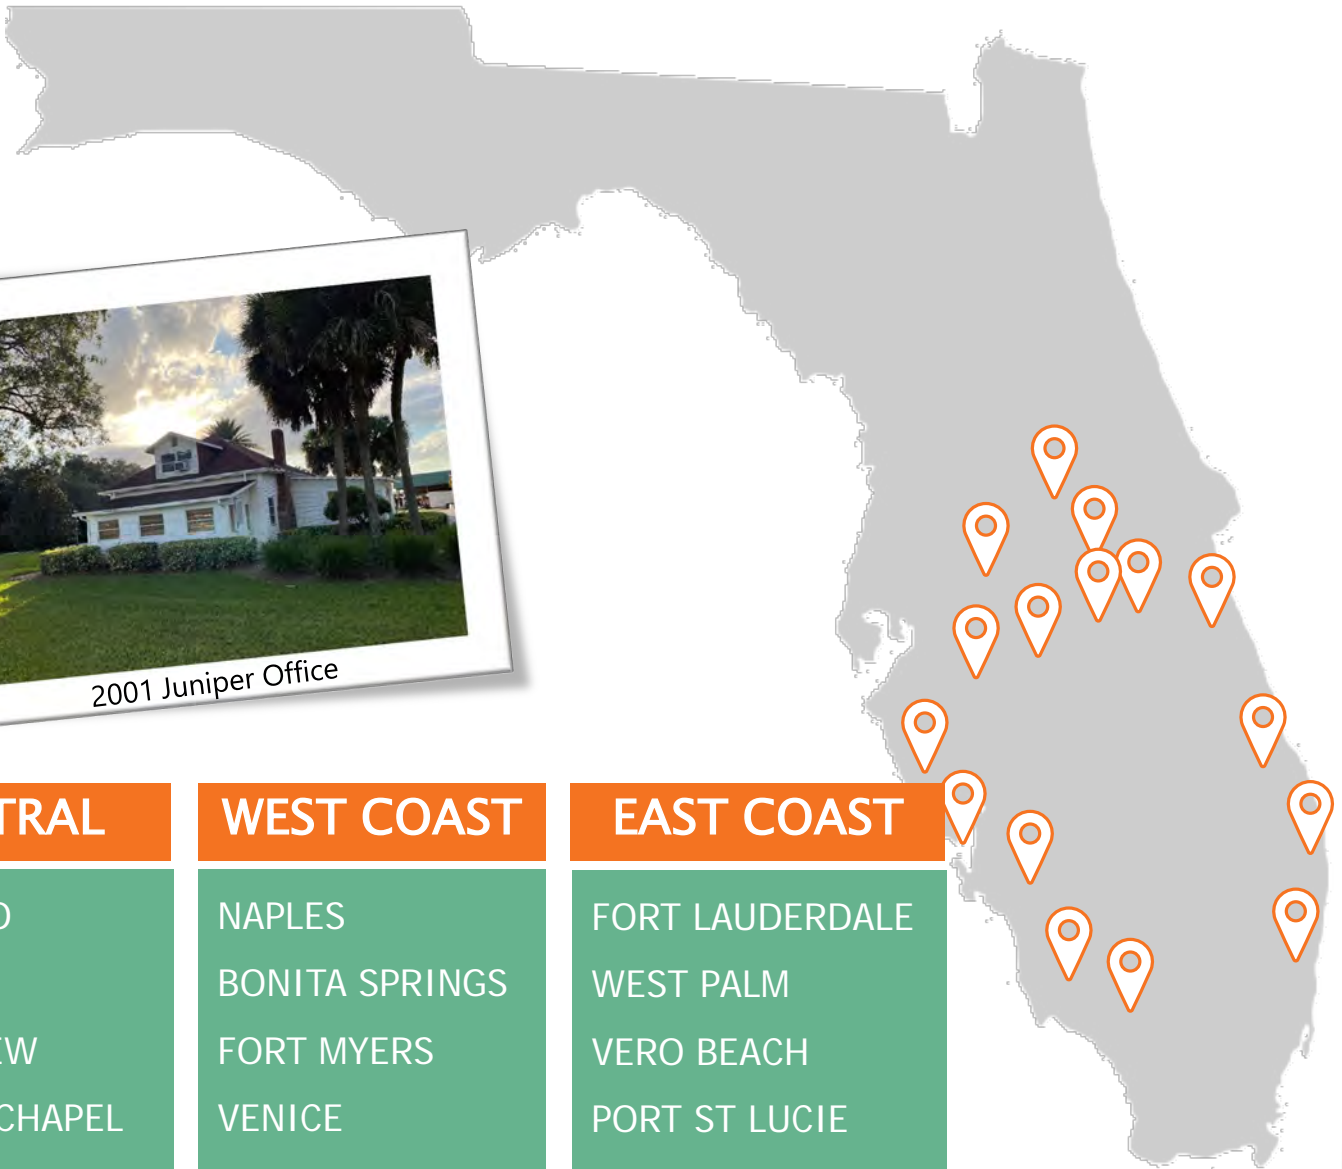 2001 Juniper Office
TRAL
EW
CHAPEL
WEST COAST
NAPLES
BONITA SPRINGS
FORT MYERS
VENICE
EAST COAST
FORT LAUDERDALE
WEST PALM
VERO BEACH
PORT ST LUCIE